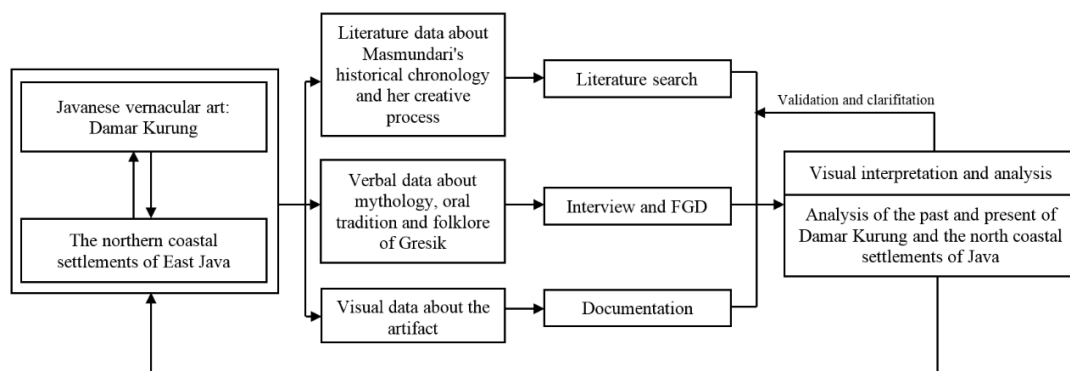 Javanese vernacular art:
Damar Kurung
The northern coastal
settlements of East Java
Literature data about
Masmundari's
historical chronology
and her creative
process
Verbal data about
mythology, oral
tradition and folklore
of Gresik
Visual data about the
artifact
Literature search
Interview and FGD
Documentation
Validation and clarifitation
Visual interpretation and analysis
Analysis of the past and present of
Damar Kurung and the north coastal
settlements of Java